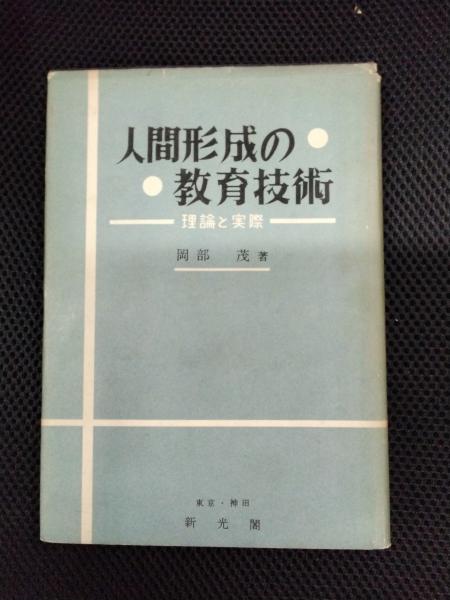 人間形成の
教育技術
理論と実際
岡部 茂 著
東京・神田
新光閣